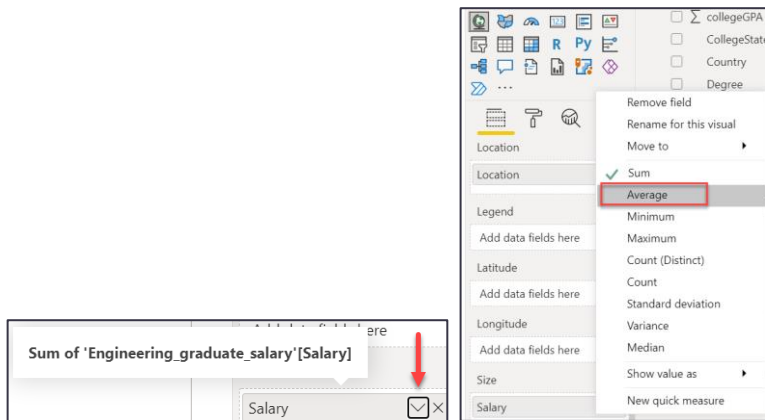 Sum of 'Engineering_graduate_salary'[Salary]
Salary
R Py
...
Location
Location
Legend
Add data fields here
Latitude
Add data fields here
Longitude
Add data fields here
Size
Salary
∑ collegeGPA
CollegeState
Country
Degree
Remove field
Rename for this visual
Move to
Sum
Average
Minimum
Maximum
Count (Distinct)
Count
Standard deviation
Variance
Median
Show value as
New quick measure